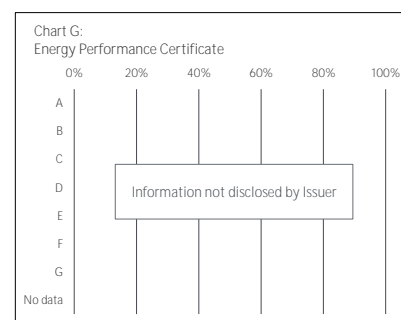 Chart G:
Energy Performance Certificate
0% 20% 40% 60% 80% 100%
A
B
C
D
Information not disclosed by Issuer
E
F
G
No data